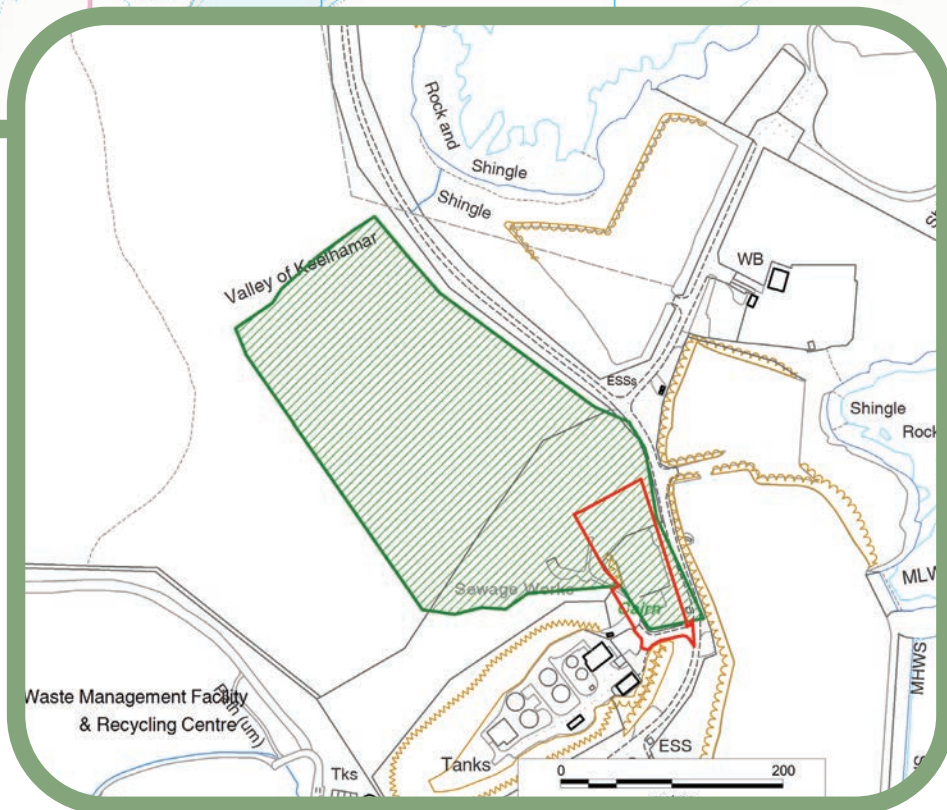 Rock and
Shingle
Shingle
Valley of Keelhamar
WB
ESSs
Shingle
Rock
Sewage Works
Cairn
MLW
MHWS
Waste Management Facility
& Recycling Centre
(um)
Tanks
ESS
Tks
0
200